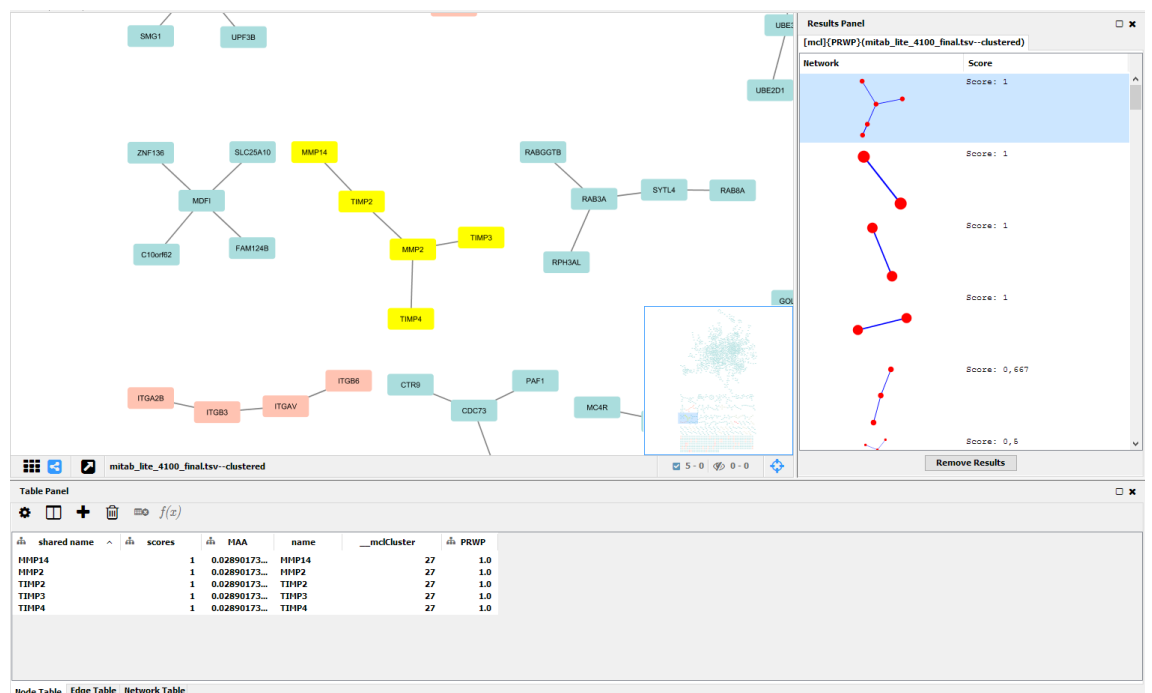 SMG1
UPF3B
UBE2D1
ZNF136
SLC25A10
MMP14
RABGGTB
MDFI
TIMP2
RAB3A
SYTL4
RAB8A
C10orf62
FAM124B
MMP2
TIMP3
RPH3AL
TIMP4
ITGA2B
ITGB3
ITGAV
ITGB6
CTR9
CDC73
PAF1
MC4R
mitab_lite_4100_final.tsv--clustered
5 - 0
0 - 0
Results Panel
[mcl]{PRWP}(mitab_lite_4100_final.tsv--clustered)
Network Score
Score: 1
Score: 1
Score: 1
Score: 1
Score: 0,667
Score: 0,5
Remove Results
Table Panel
f(x)
shared name scores MAA name __mclCluster PRWP
MMP14 1 0.02890173... MMP14 27 1.0
MMP2 1 0.02890173... MMP2 27 1.0
TIMP2 1 0.02890173... TIMP2 27 1.0
TIMP3 1 0.02890173... TIMP3 27 1.0
TIMP4 1 0.02890173... TIMP4 27 1.0
Node Table Edge Table Network Table